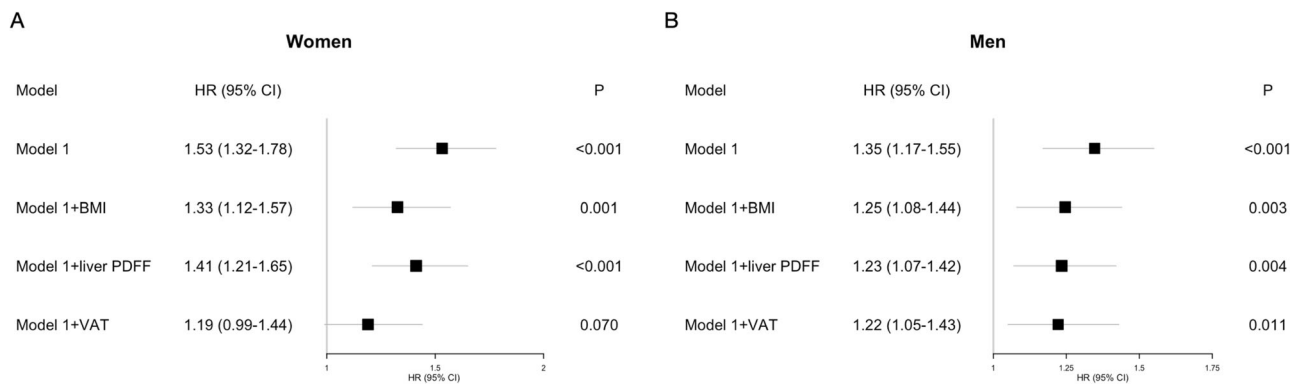 A
Women
Model HR (95% CI) P
Model 1 1.53 (1.32-1.78) <0.001
Model 1+BMI 1.33 (1.12-1.57) 0.001
Model 1+liver PDFF 1.41 (1.21-1.65) <0.001
Model 1+VAT 1.19 (0.99-1.44) 0.070
1 1.5 2
HR (95% CI)
B
Men
Model HR (95% CI) P
Model 1 1.35 (1.17-1.55) <0.001
Model 1+BMI 1.25 (1.08-1.44) 0.003
Model 1+liver PDFF 1.23 (1.07-1.42) 0.004
Model 1+VAT 1.22 (1.05-1.43) 0.011
1 1.25 1.5 1.75
HR (95% CI)